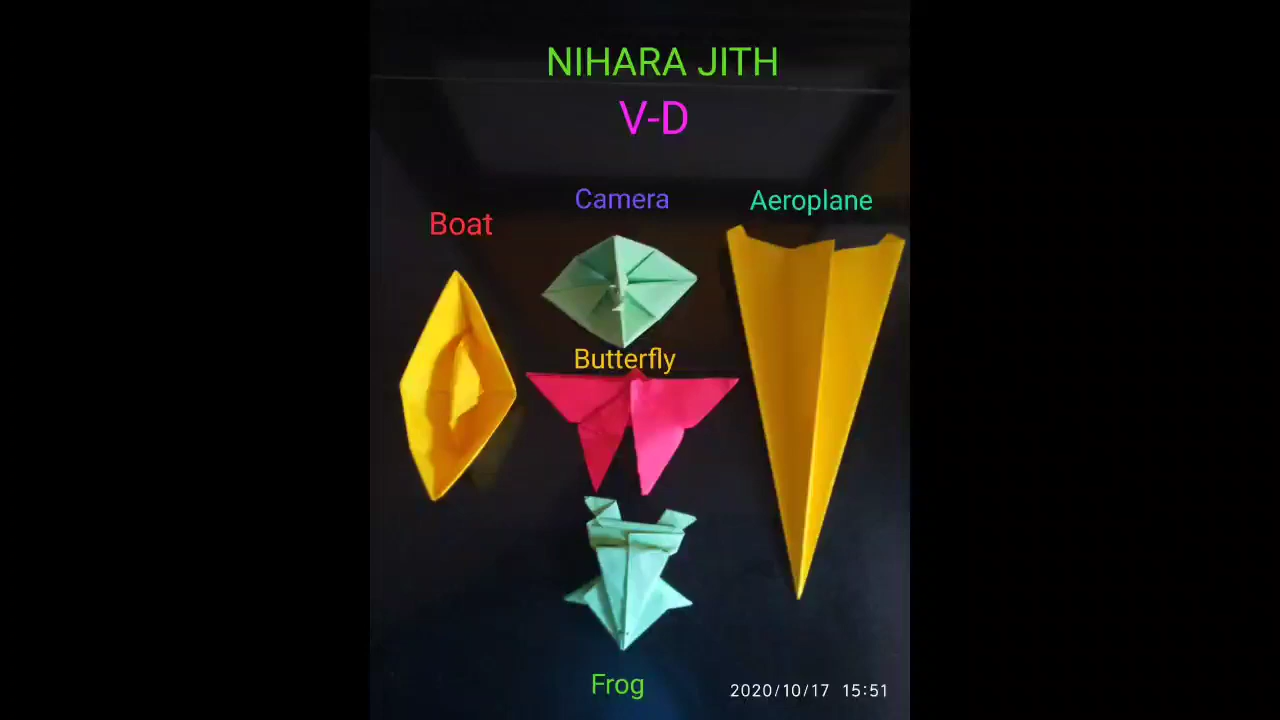 NIHARA JITH
V-D
Camera
Aeroplane
Boat
Butterfly
Frog
2020/10/17 15:51